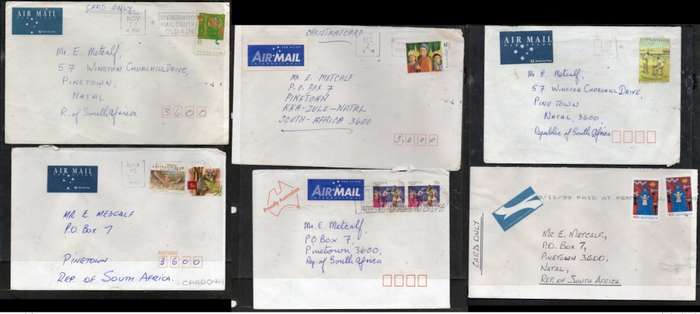 AIR MAIL
CARD ONLY
NOV
Mr. E. Metcalf,
57 WINSTON CHURCHILL DRIVE,
PINETOWN,
NATAL
R. of South Africa
3600
CHRISTMAS CARD
AIR MAIL
Mr. E. METCALF
P.O. BOX 7
PINETOWN
KWA-ZULU-NATAL
SOUTH-AFRICA 3600
AIR MAIL
Mr. E. Metcalf,
57 WINSTON CHURCHILL DRIVE,
PINETOWN
NATAL 3600
Republic of South Africa
AIR MAIL
MR E. METCALF
P.O. BOX 7
PINETOWN 3600
REP. OF SOUTH AFRICA.
AIR MAIL
Mr. E. Metcalf,
PO BOX 7,
Pinetown 3600,
Rep. of South Africa
PAID AT
CARD ONLY
Mr. E. METCALF,
P.O. BOX 7,
PINETOWN 3600,
NATAL,
REP. OF SOUTH AFRICA